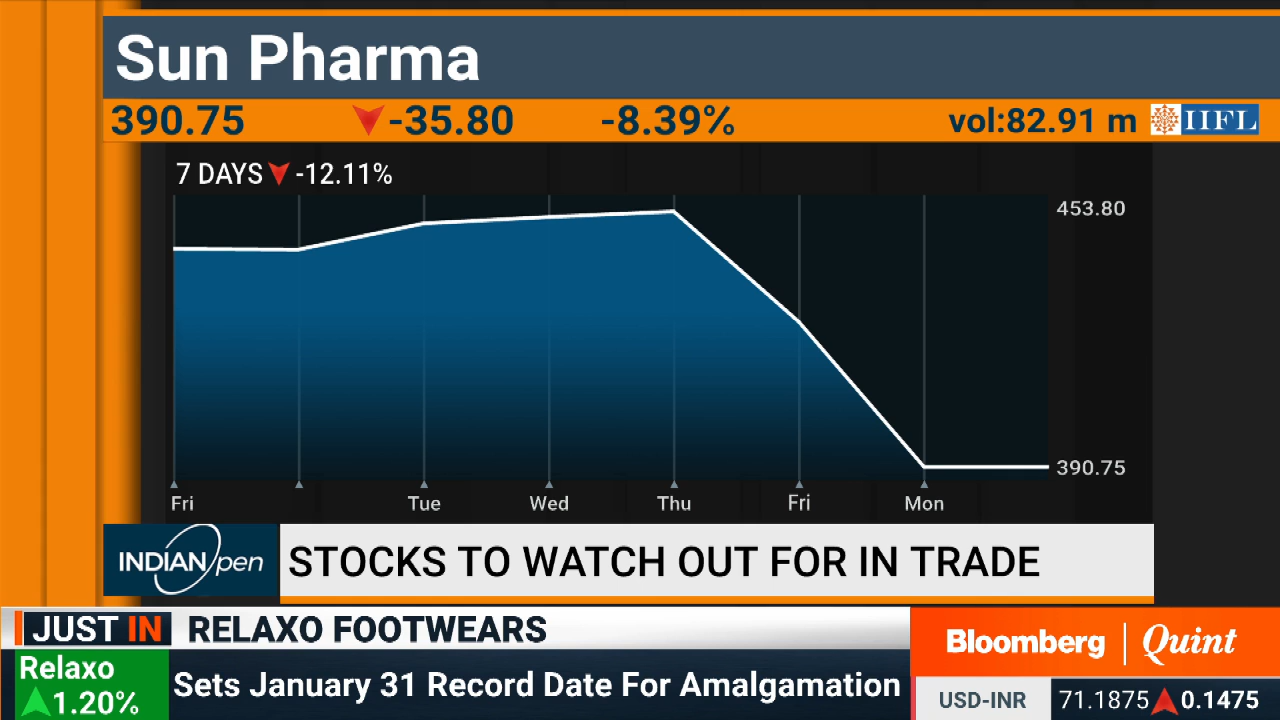 Sun Pharma
390.75 -35.80 -8.39% vol:82.91 m IIFL
7 DAYS -12.11%
453.80
390.75
Fri Tue Wed Thu Fri Mon
INDIAN Open STOCKS TO WATCH OUT FOR IN TRADE
JUST IN RELAXO FOOTWEARS
Relaxo
1.20%
Sets January 31 Record Date For Amalgamation
Bloomberg | Quint
USD-INR 71.1875 0.1475